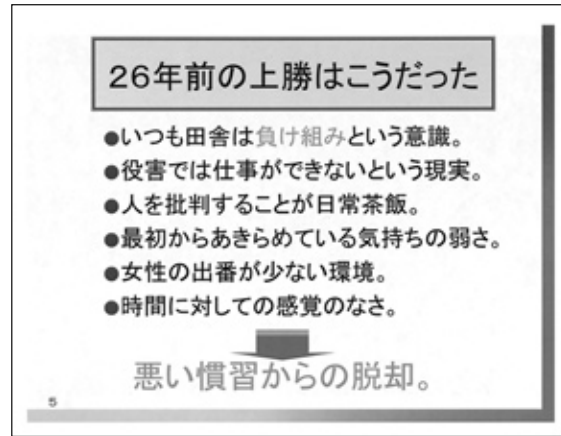 26年前の上勝はこうだった
●いつも田舎は負け組みという意識。
●役害では仕事ができないという現実。
●人を批判することが日常茶飯。
●最初からあきらめている気持ちの弱さ。
●女性の出番が少ない環境。
●時間に対しての感覚のなさ。
悪い慣習からの脱却。
5